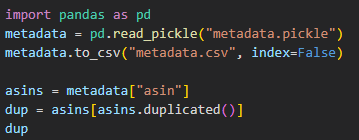 import pandas as pd
metadata = pd.read_pickle("metadata.pickle")
metadata.to_csv("metadata.csv", index=False)
asins = metadata["asin"]
dup = asins[asins.duplicated()]
dup